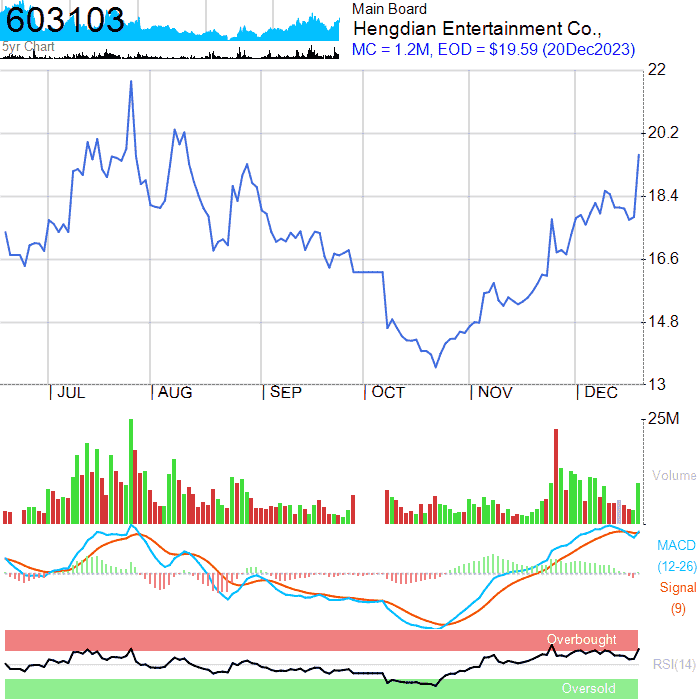 603103
5yr Chart
Main Board
Hengdian Entertainment Co.,
MC = 1.2M, EOD = $19.59 (20Dec2023)
22
20.2
18.4
16.6
14.8
13
JUL AUG SEP OCT NOV DEC
25M
Volume
MACD
(12-26)
Signal
(9)
Overbought
RSI(14)
Oversold